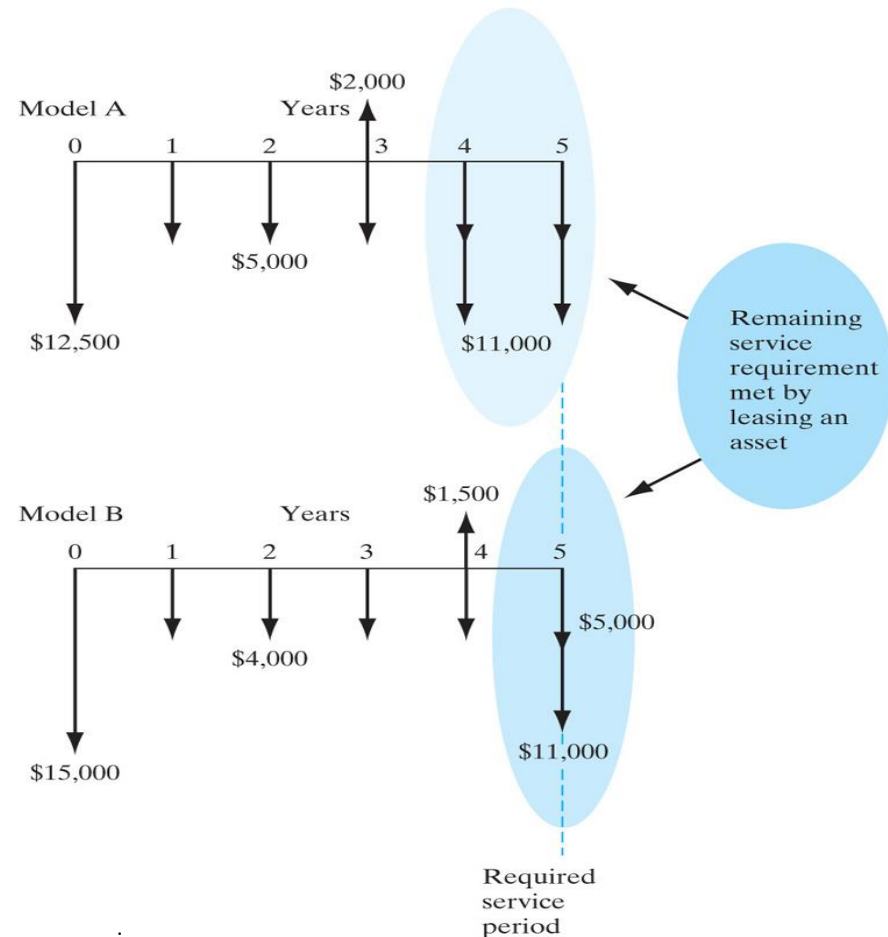 $2,000
Model A Years
0 1 2 3 4 5
$5,000
$12,500 $11,000
Remaining
service
requirement
met by
leasing an
asset
$1,500
Model B Years
0 1 2 3 4 5
$5,000
$4,000
$11,000
$15,000
Required
service
period